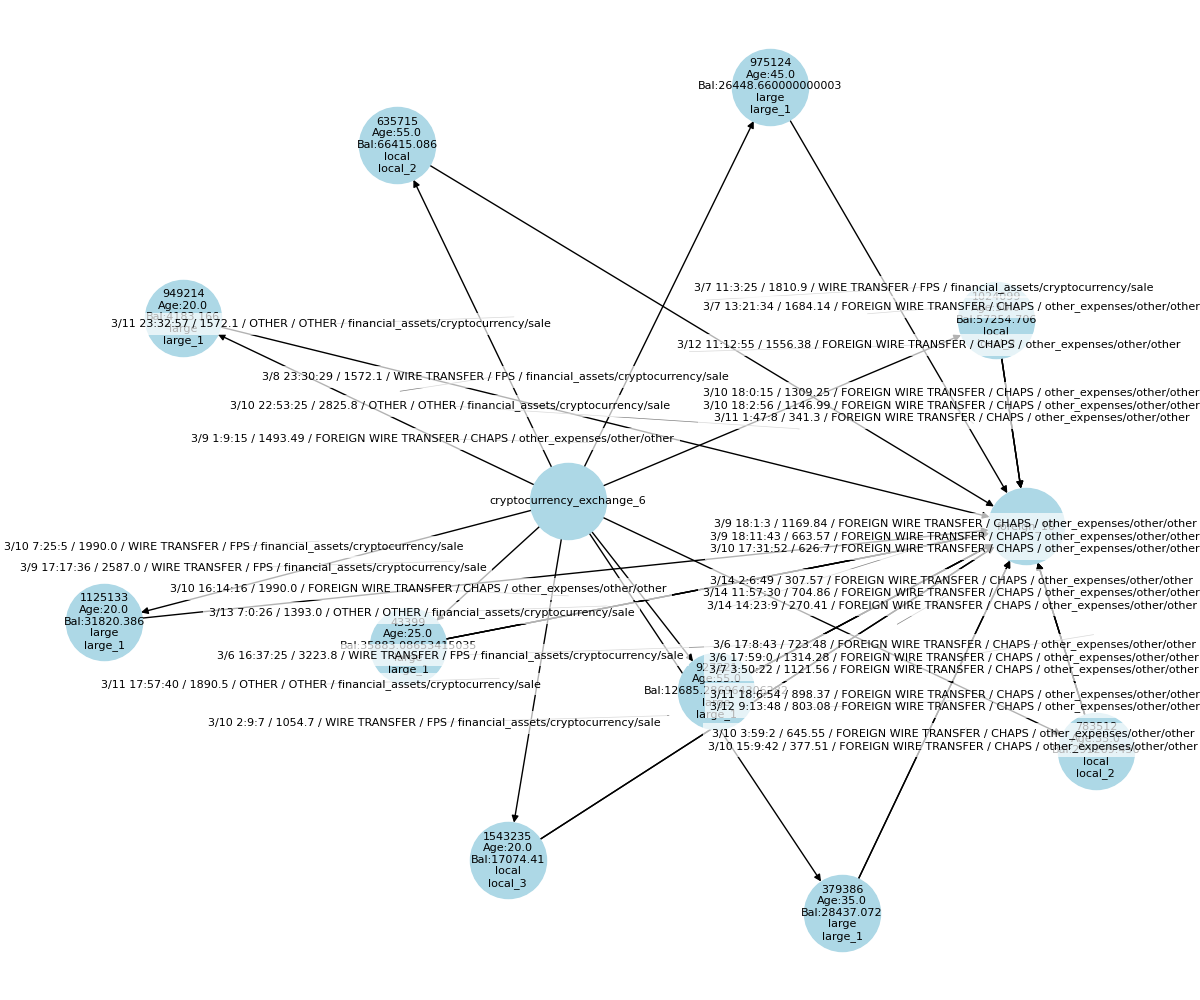 975124
Age:45.0
Bal:26448.660000000003
large
large_1
635715
Age:55.0
Bal:66415.086
local
local_2
949214
Age:20.0
large
large_1
3/11 23:32:57 / 1572.1 / OTHER / OTHER / financial_assets/cryptocurrency/sale
3/7 11:3:25 / 1810.9 / WIRE TRANSFER / FPS / financial_assets/cryptocurrency/sale
3/7 13:21:34 / 1684.14 / FOREIGN WIRE TRANSFER / CHAPS / other_expenses/other/other
Bal:57254.706
local
3/12 11:12:55 / 1556.38 / FOREIGN WIRE TRANSFER / CHAPS / other_expenses/other/other
3/8 23:30:29 / 1572.1 / WIRE TRANSFER / FPS / financial_assets/cryptocurrency/sale
3/10 18:0:15 / 1309.25 / FOREIGN WIRE TRANSFER / CHAPS / other_expenses/other/other
3/10 22:53:25 / 2825.8 / OTHER / OTHER / financial_assets/cryptocurrency/sale
3/10 18:2:56 / 1146.99 / FOREIGN WIRE TRANSFER / CHAPS / other_expenses/other/other
3/11 1:47:8 / 341.3 / FOREIGN WIRE TRANSFER / CHAPS / other_expenses/other/other
3/9 1:9:15 / 1493.49 / FOREIGN WIRE TRANSFER / CHAPS / other_expenses/other/other
cryptocurrency_exchange_6
3/9 18:1:3 / 1169.84 / FOREIGN WIRE TRANSFER / CHAPS / other_expenses/other/other
3/9 18:11:43 / 663.57 / FOREIGN WIRE TRANSFER / CHAPS / other_expenses/other/other
3/10 17:31:52 / 626.7 / FOREIGN WIRE TRANSFER / CHAPS / other_expenses/other/other
3/10 7:25:5 / 1990.0 / WIRE TRANSFER / FPS / financial_assets/cryptocurrency/sale
3/9 17:17:36 / 2587.0 / WIRE TRANSFER / FPS / financial_assets/cryptocurrency/sale
3/10 16:14:16 / 1990.0 / FOREIGN WIRE TRANSFER / CHAPS / other_expenses/other/other
3/14 2:6:49 / 307.57 / FOREIGN WIRE TRANSFER / CHAPS / other_expenses/other/other
3/14 11:57:30 / 704.86 / FOREIGN WIRE TRANSFER / CHAPS / other_expenses/other/other
3/14 14:23:9 / 270.41 / FOREIGN WIRE TRANSFER / CHAPS / other_expenses/other/other
1125133
Age:20.0
Bal:31820.386
large
large_1
3/13 7:0:26 / 1393.0 / OTHER / OTHER / financial_assets/cryptocurrency/sale
43399
Age:25.0
Bal:35883.08653415035
large_1
3/6 16:37:25 / 3223.8 / WIRE TRANSFER / FPS / financial_assets/cryptocurrency/sale
3/11 17:57:40 / 1890.5 / OTHER / OTHER / financial_assets/cryptocurrency/sale
3/10 2:9:7 / 1054.7 / WIRE TRANSFER / FPS / financial_assets/cryptocurrency/sale
3/6 17:8:43 / 723.48 / FOREIGN WIRE TRANSFER / CHAPS / other_expenses/other/other
3/6 17:59:0 / 1314.28 / FOREIGN WIRE TRANSFER / CHAPS / other_expenses/other/other
3/7 3:50:22 / 1121.56 / FOREIGN WIRE TRANSFER / CHAPS / other_expenses/other/other
Age:55.0
large_1
3/11 18:6:54 / 898.37 / FOREIGN WIRE TRANSFER / CHAPS / other_expenses/other/other
3/12 9:13:48 / 803.08 / FOREIGN WIRE TRANSFER / CHAPS / other_expenses/other/other
3/10 3:59:2 / 645.55 / FOREIGN WIRE TRANSFER / CHAPS / other_expenses/other/other
3/10 15:9:42 / 377.51 / FOREIGN WIRE TRANSFER / CHAPS / other_expenses/other/other
783512
local
local_2
1543235
Age:20.0
Bal:17074.41
local
local_3
379386
Age:35.0
Bal:28437.072
large
large_1